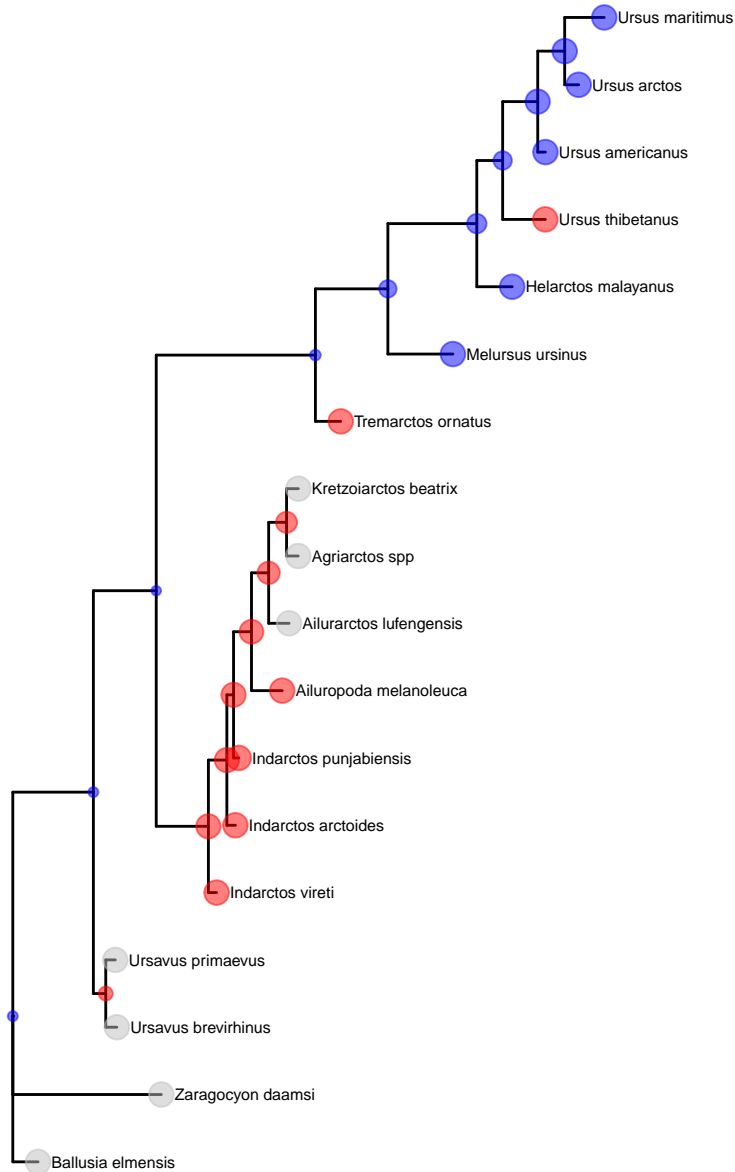 Ursus maritimus
Ursus arctos
Ursus americanus
Ursus thibetanus
Helarctos malayanus
Melursus ursinus
Tremarctos ornatus
Kretzoiarctos beatrix
Agriarctos spp
Ailurarctos lufengensis
Ailuropoda melanoleuca
Indarctos punjabiensis
Indarctos arctoides
Indarctos vireti
Ursavus primaevus
Ursavus brevirhinus
Zaragocyon daamsi
Ballusia elmensis